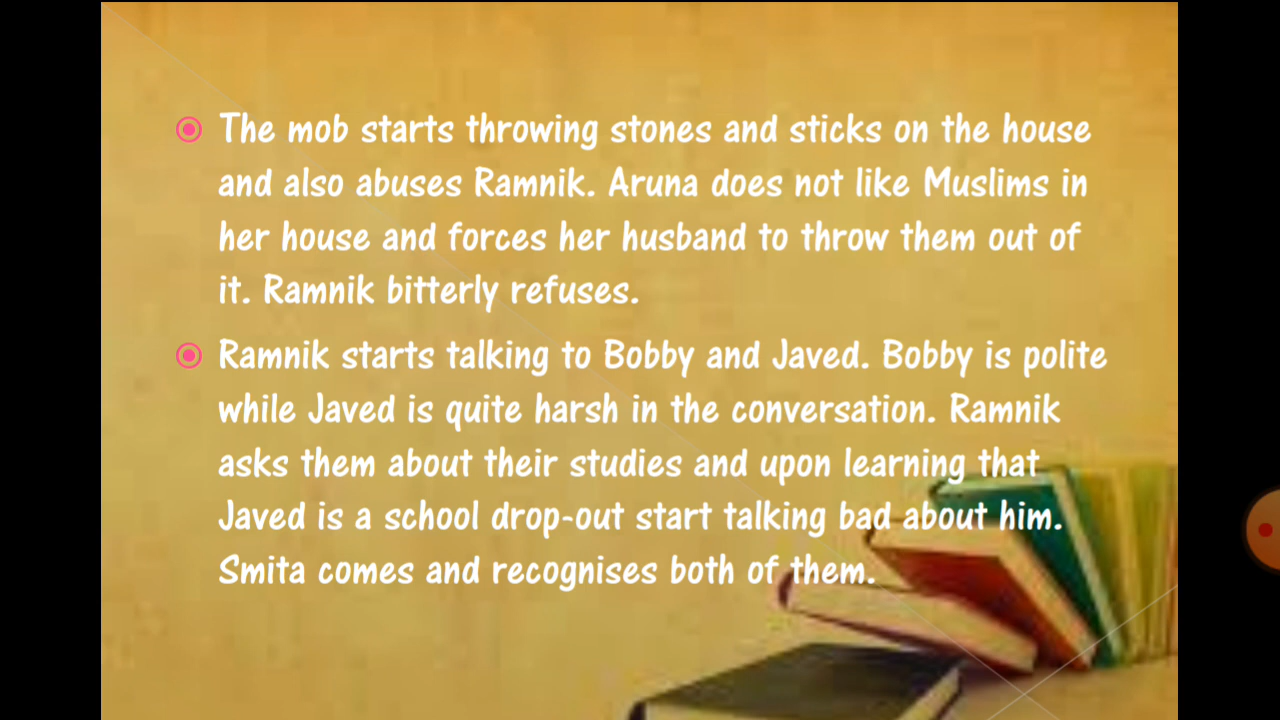 The mob starts throwing stones and sticks on the house
and also abuses Ramnik. Aruna does not like Muslims in
her house and forces her husband to throw them out of
it. Ramnik bitterly refuses.
Ramnik starts talking to Bobby and Javed. Bobby is polite
while Javed is quite harsh in the conversation. Ramnik
asks them about their studies and upon learning that
Javed is a school drop-out start talking bad about him.
Smita comes and recognises both of them.